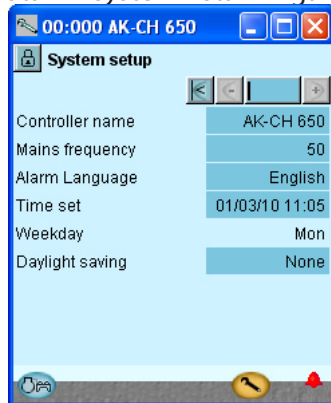 00:000 AK-CH 650
System setup
Controller name AK-CH 650
Mains frequency 50
Alarm Language English
Time set 01/03/10 11:05
Weekday Mon
Daylight saving None